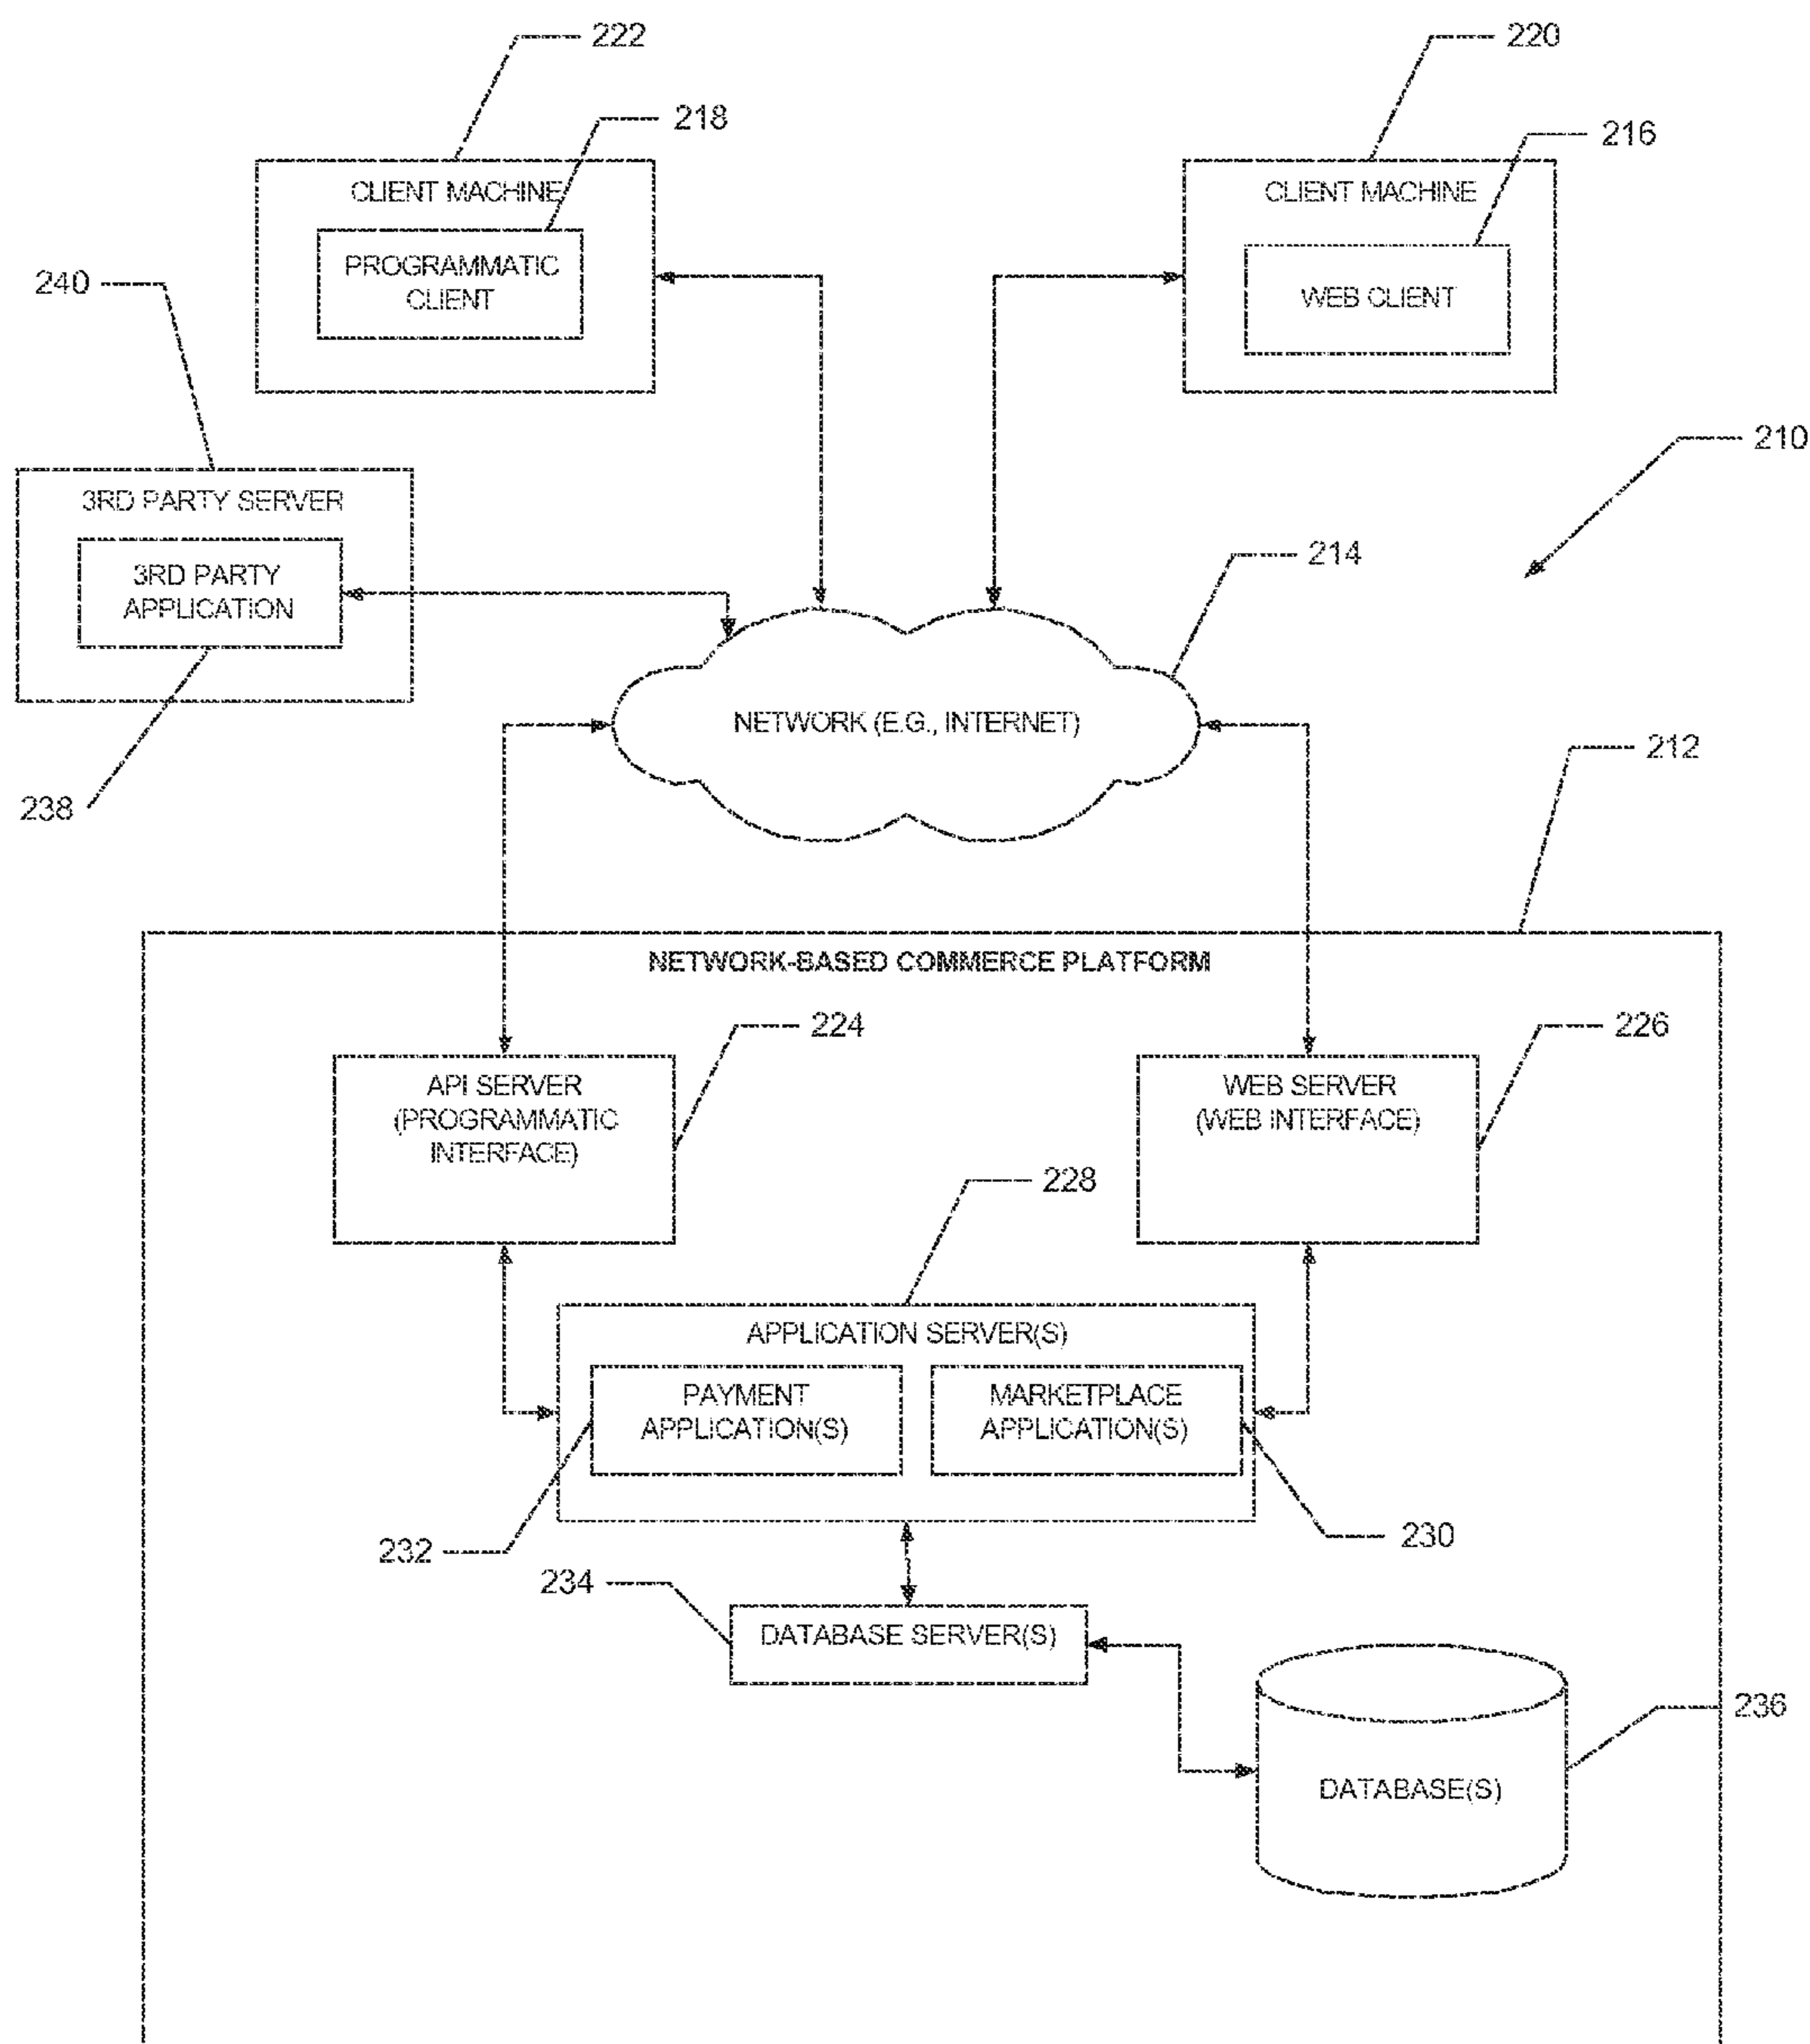 222
220
218
216
CLIENT MACHINE
CLIENT MACHINE
PROGRAMMATIC
CLIENT
WEB CLIENT
240
210
3RD PARTY SERVER
214
3RD PARTY
APPLICATION
NETWORK (E.G., INTERNET)
212
238
NETWORK-BASED COMMERCE PLATFORM
224
226
API SERVER
(PROGRAMMATIC
INTERFACE)
WEB SERVER
(WEB INTERFACE)
228
APPLICATION SERVER(S)
PAYMENT
APPLICATION(S)
MARKETPLACE
APPLICATION(S)
232
230
234
DATABASE SERVER(S)
236
DATABASE(S)